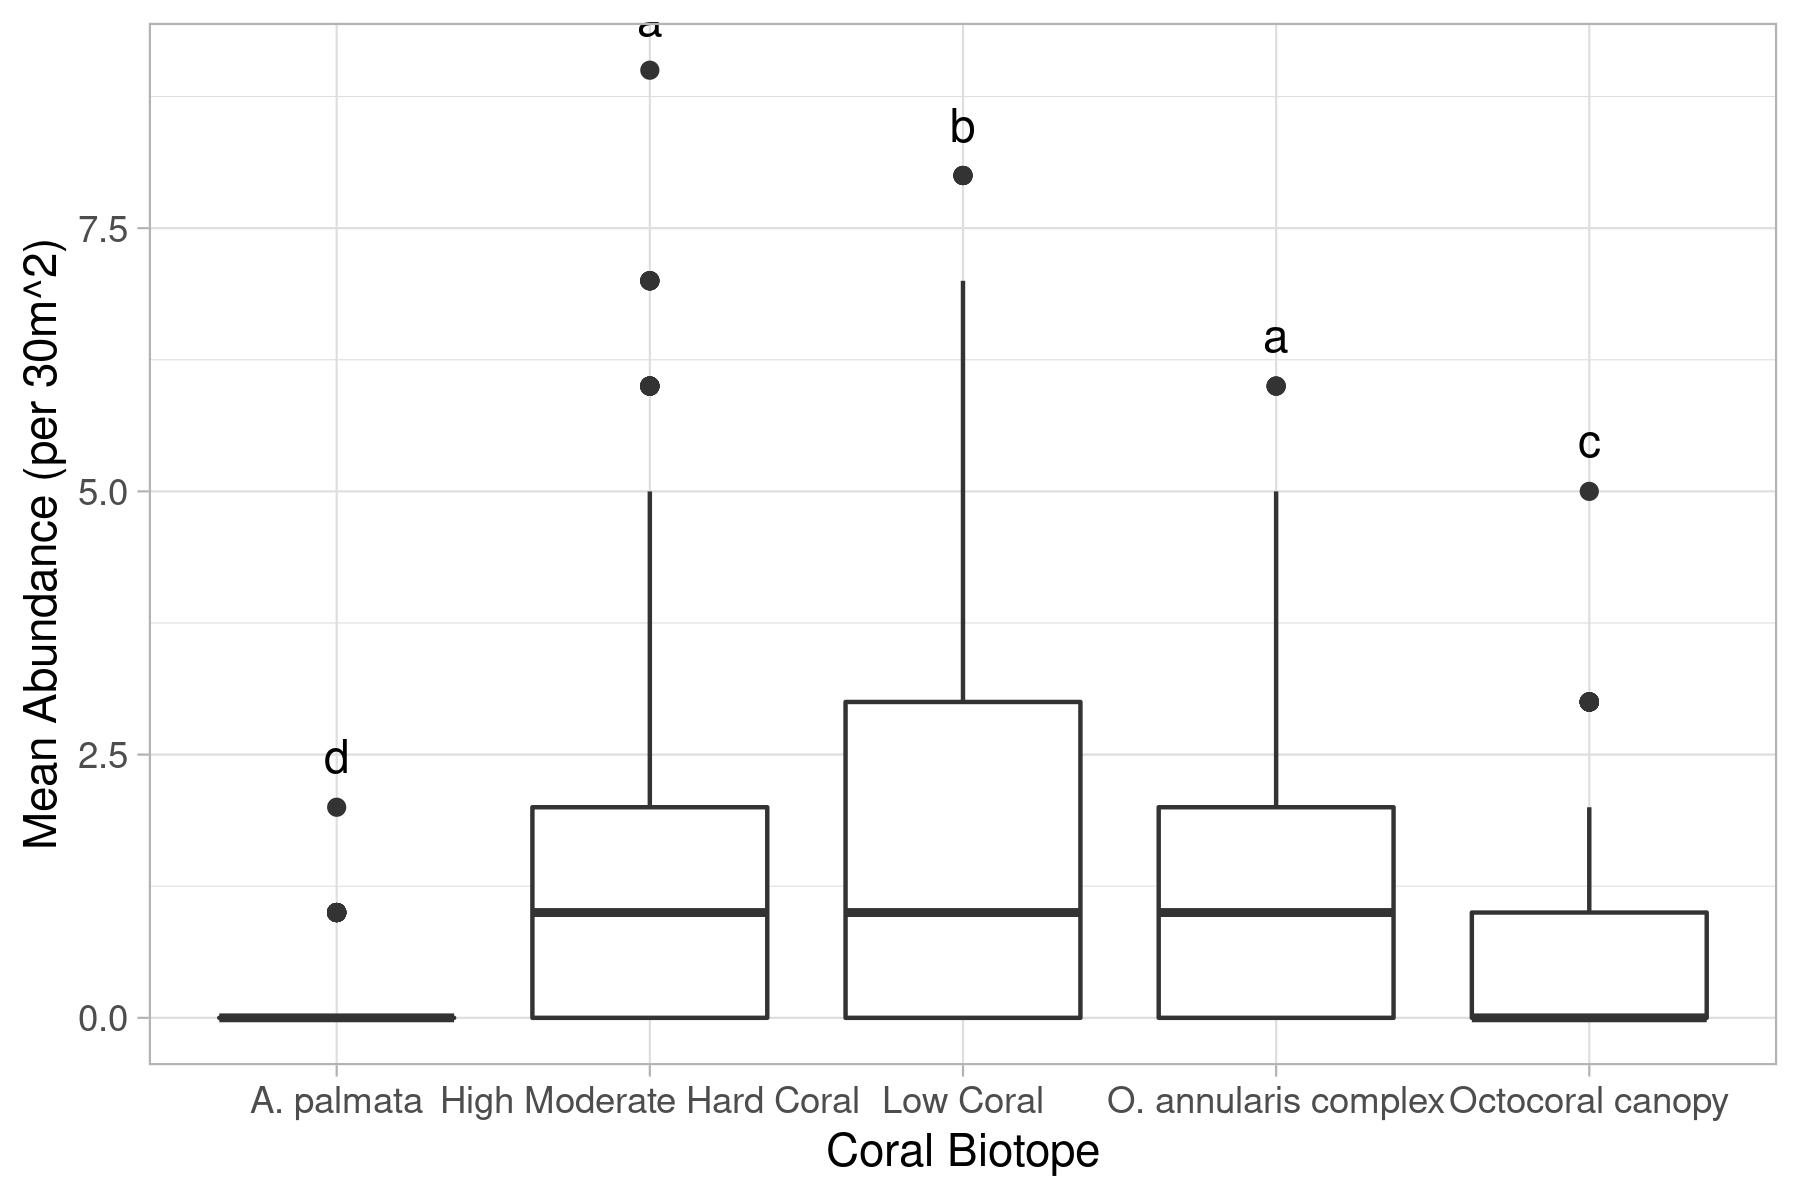 a
b
7.5
a
c
5.0
d
2.5
0.0
Mean Abundance (per 30m^2)
A. palmata High Moderate Hard Coral Low Coral O. annularis complex Octocoral canopy
Coral Biotope